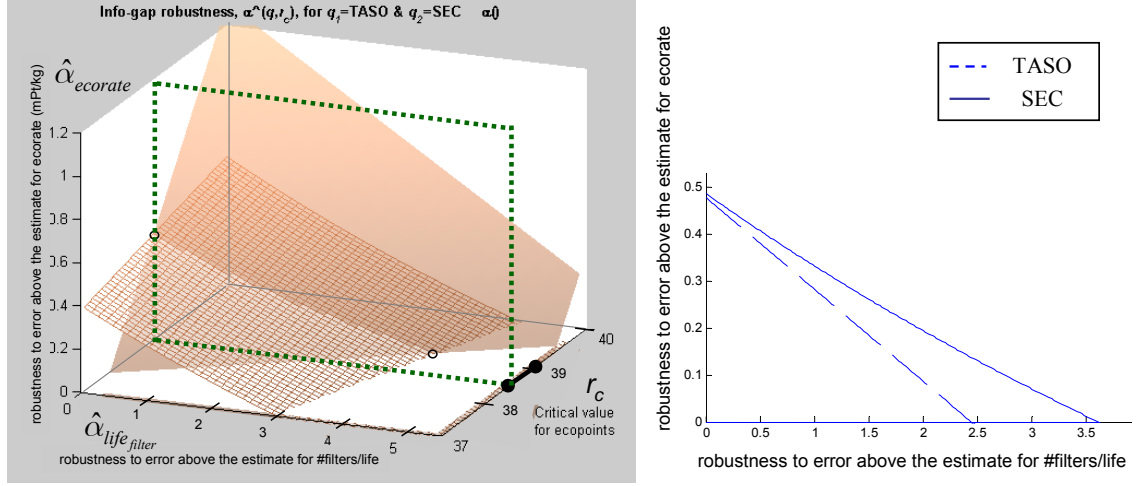 Info-gap robustness, α^(q,r_c), for q_1=TASO & q_2=SEC α()
α̂_ecorate
robustness to error above the estimate for ecorate (mPt/kg)
1.2
1
0.8
0.6
0.4
0.2
0
0
1
2
3
4
5
37
38
39
40
r_c
Critical value
for ecopoints
α̂_life_filter
robustness to error above the estimate for #filters/life
TASO
SEC
robustness to error above the estimate for ecorate
0.5
0.4
0.3
0.2
0.1
0
0
0.5
1
1.5
2
2.5
3
3.5
robustness to error above the estimate for #filters/life